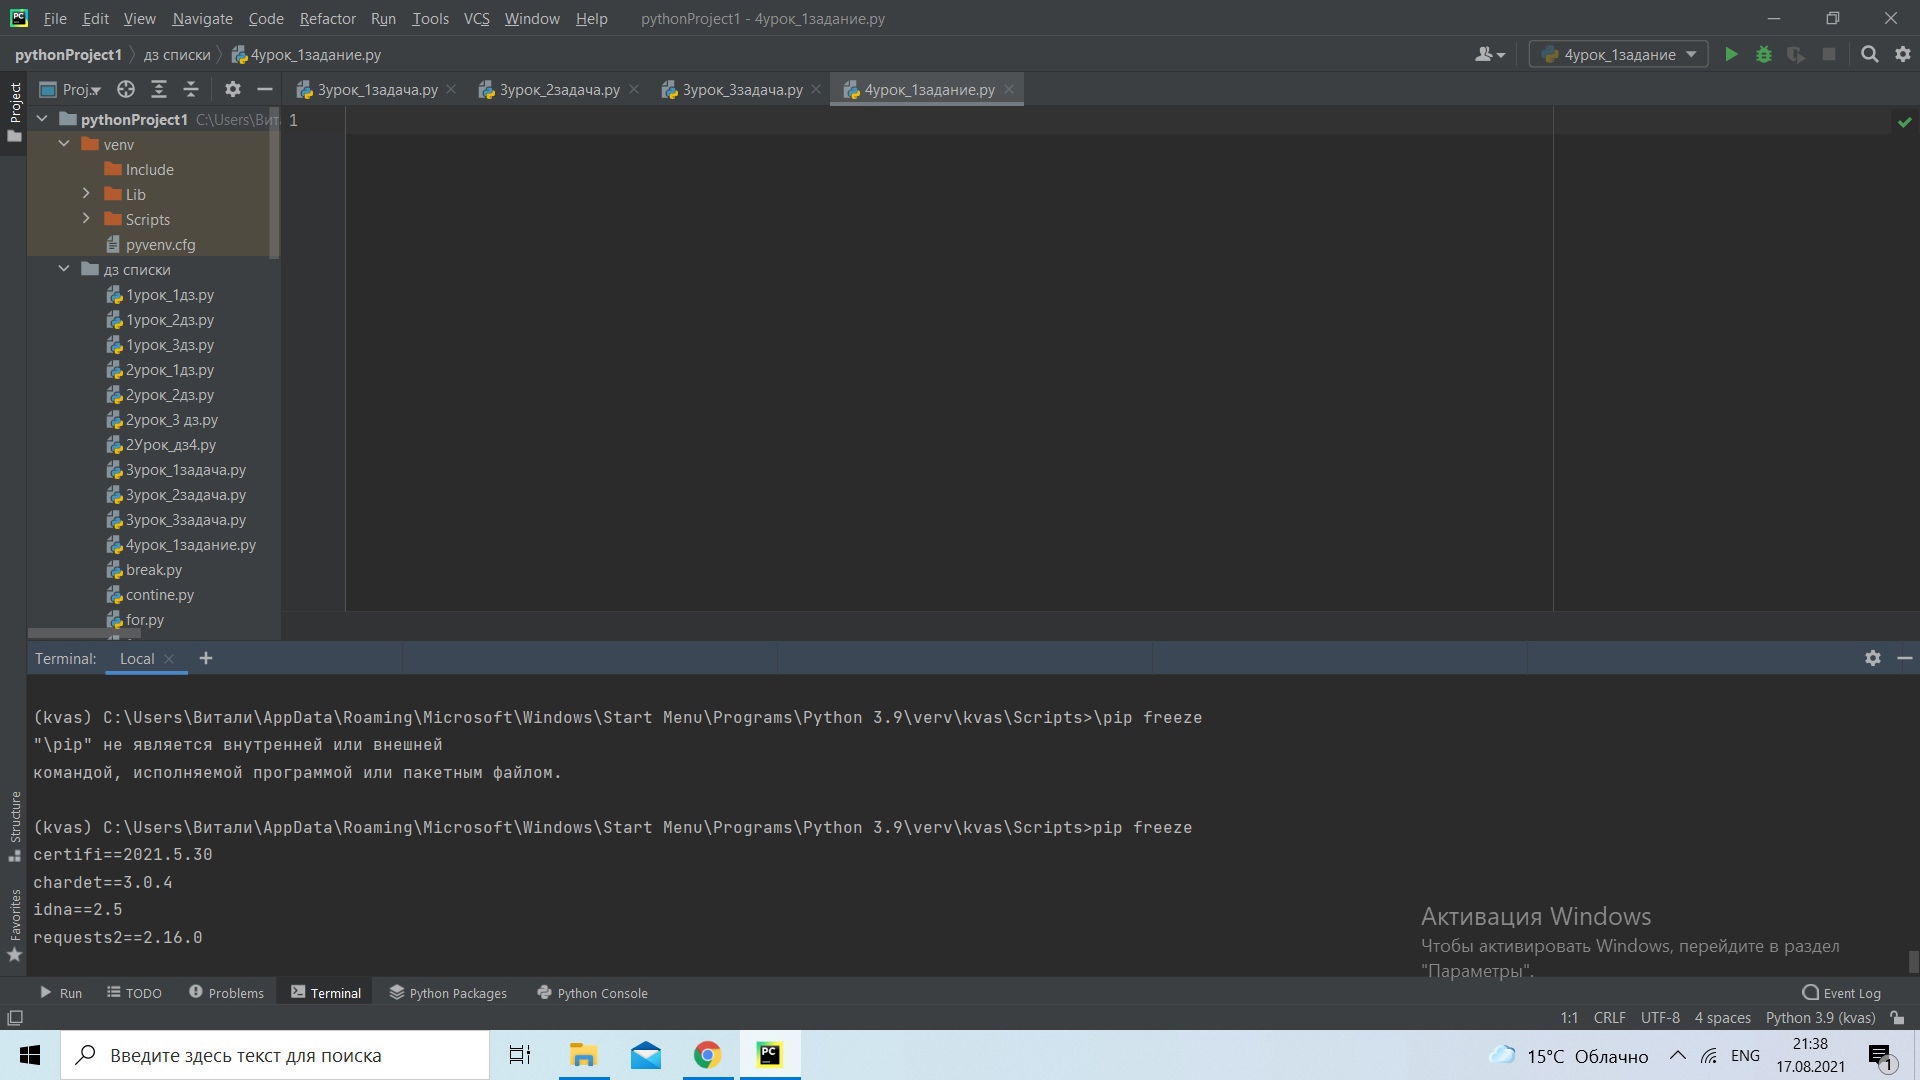 File Edit View Navigate Code Refactor Run Tools VCS Window Help pythonProject1 - 4урок_1задание.py
pythonProject1 дз списки 4урок_1задание.py
4урок_1задание
Project
Proj...
3урок_1задача.py
3урок_2задача.py
3урок_3задача.py
4урок_1задание.py
pythonProject1 C:\Users\Вит
1
venv
Include
Lib
Scripts
pyvenv.cfg
дз списки
1урок_1дз.py
1урок_2дз.py
1урок_3дз.py
2урок_1дз.py
2урок_2дз.py
2урок_3 дз.py
2Урок_дз4.py
3урок_1задача.py
3урок_2задача.py
3урок_3задача.py
4урок_1задание.py
break.py
contine.py
for.py
Terminal: Local
(kvas) C:\Users\Витали\AppData\Roaming\Microsoft\Windows\Start Menu\Programs\Python 3.9\verv\kvas\Scripts>\pip freeze
"\pip" не является внутренней или внешней
командой, исполняемой программой или пакетным файлом.
(kvas) C:\Users\Витали\AppData\Roaming\Microsoft\Windows\Start Menu\Programs\Python 3.9\verv\kvas\Scripts>pip freeze
certifi==2021.5.30
chardet==3.0.4
idna==2.5
requests2==2.16.0
Structure
Favorites
Активация Windows
Чтобы активировать Windows, перейдите в раздел
"Параметры".
Run TODO Problems Terminal Python Packages Python Console Event Log
1:1 CRLF UTF-8 4 spaces Python 3.9 (kvas)
Введите здесь текст для поиска
PC
15°C Облачно
ENG
21:38
17.08.2021
1